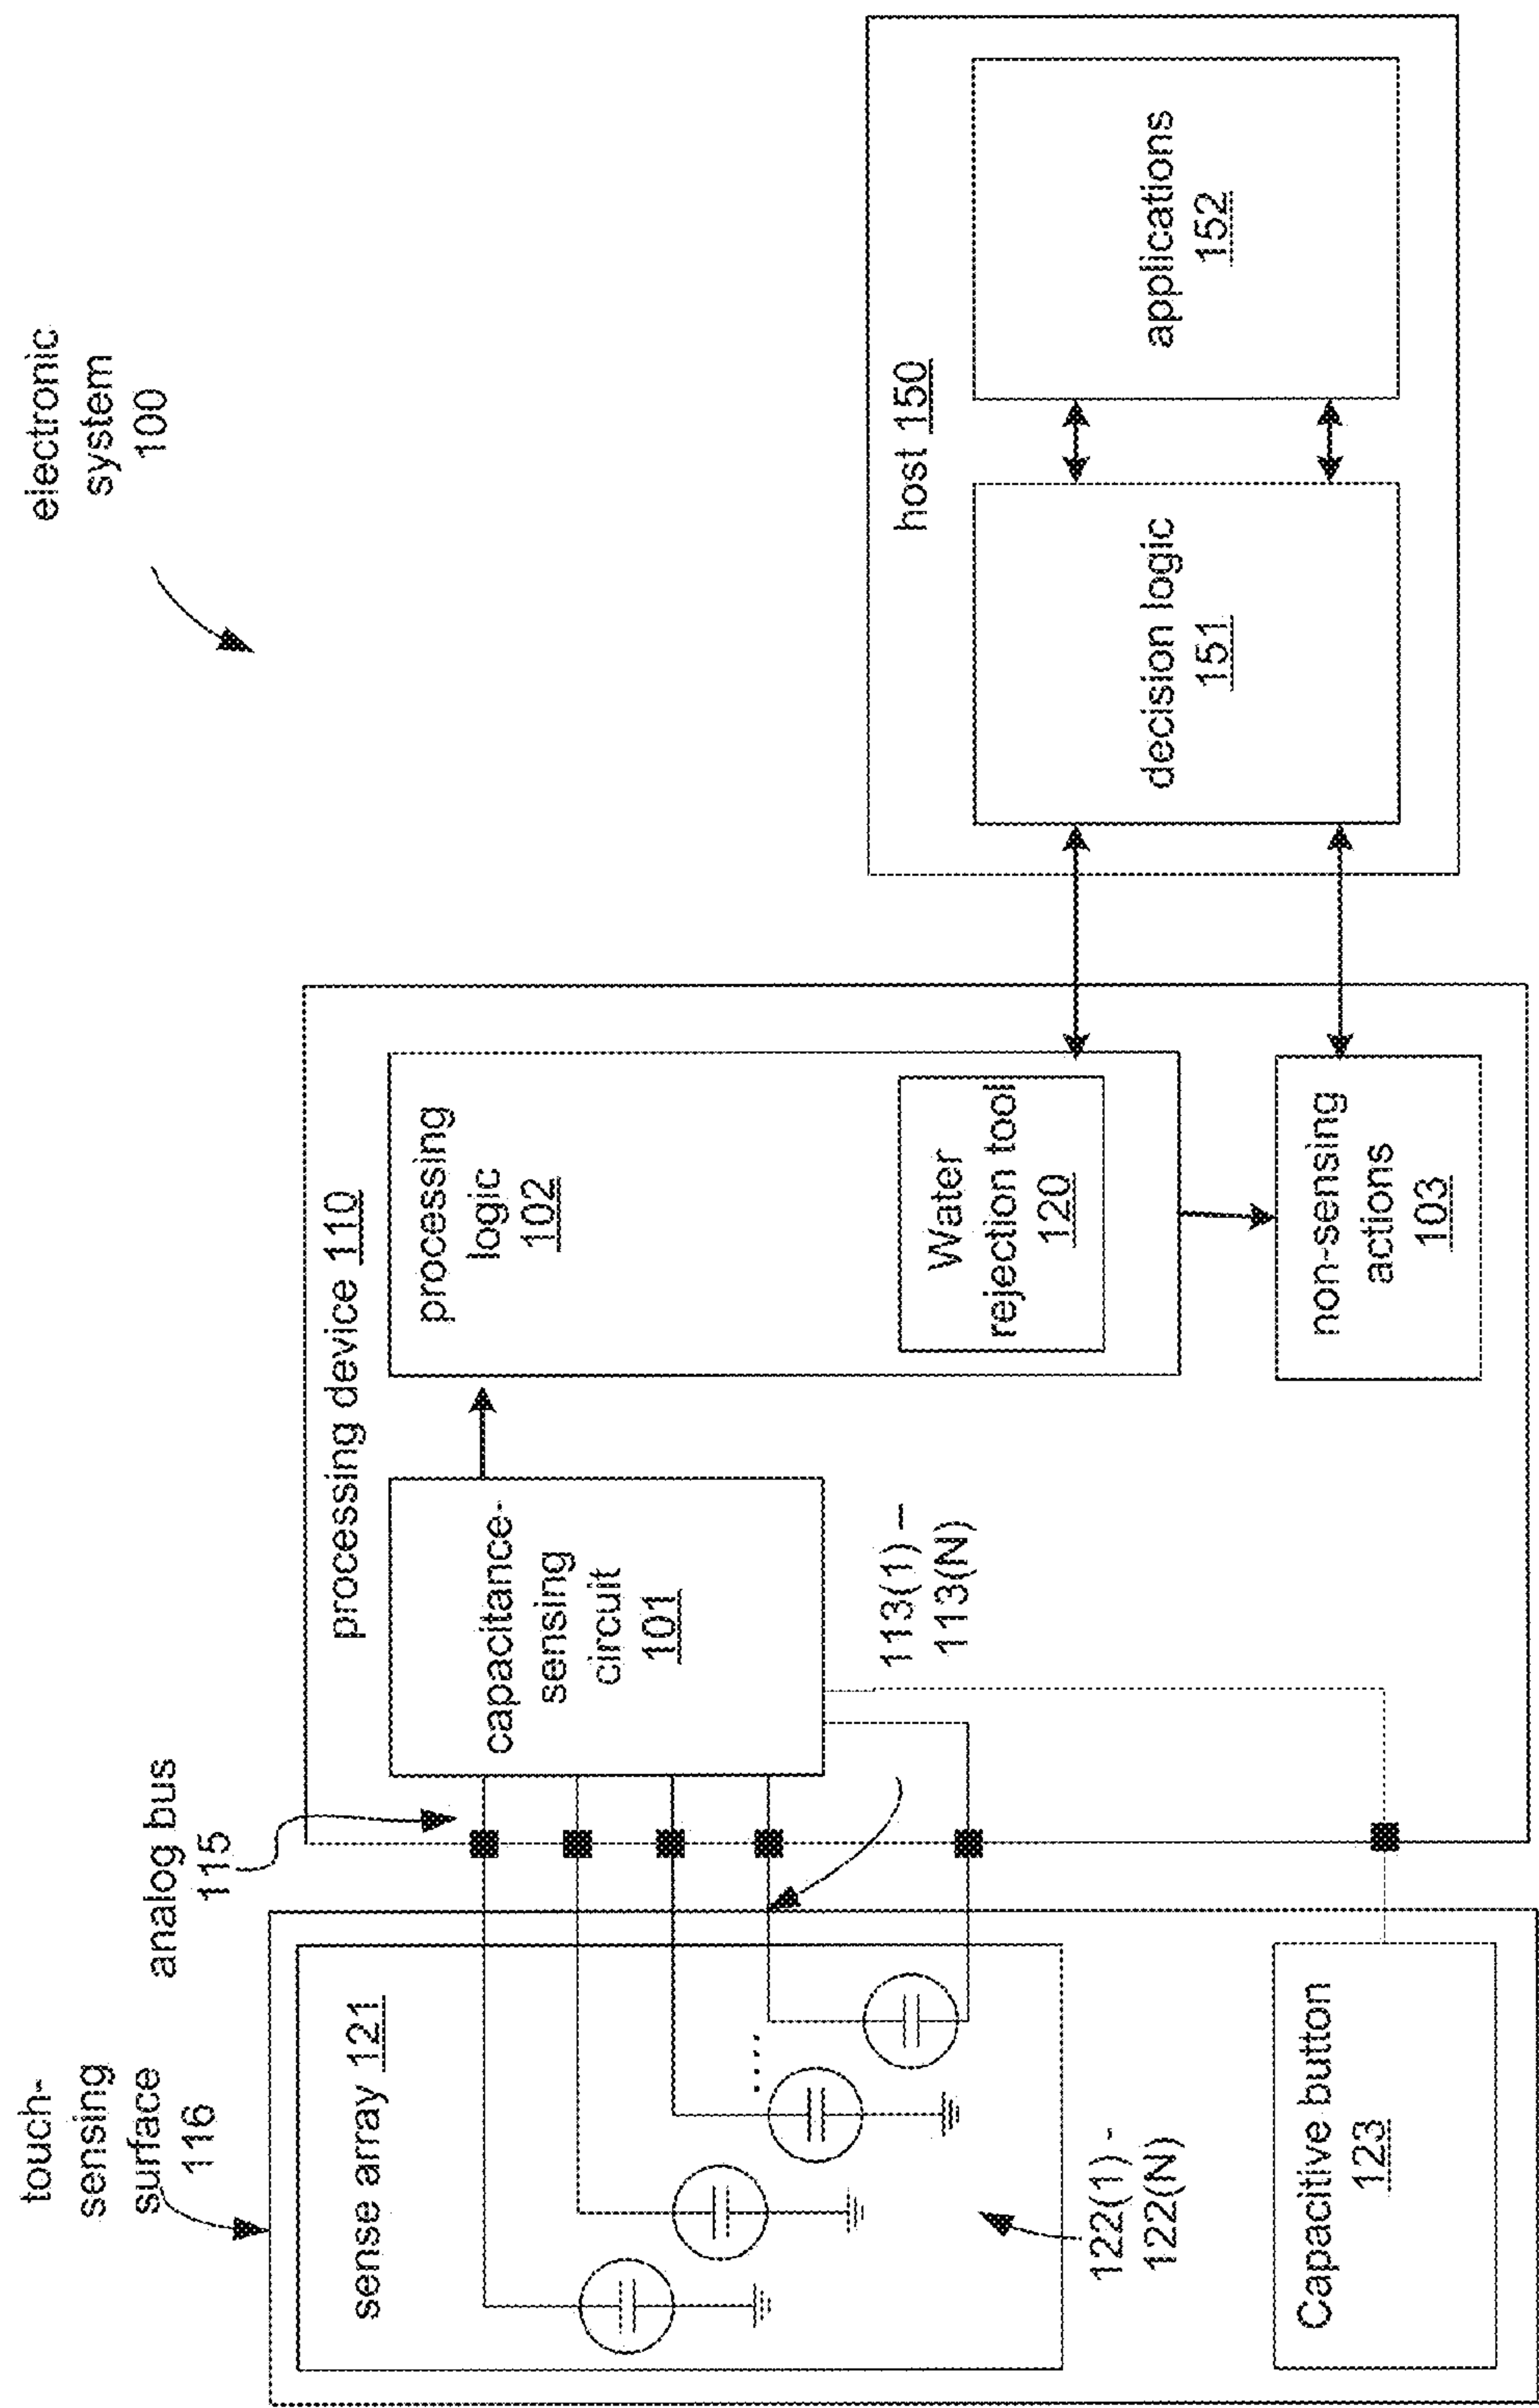 electronic
system
100
touch-
sensing
surface
116
analog bus
115
sense array 121
122(1) -
122(N)
Capacitive button
123
processing device 110
capacitance-
sensing
circuit
101
113(1) –
113(N)
processing
logic
102
Water
rejection tool
120
non-sensing
actions
103
host 150
decision logic
151
applications
152